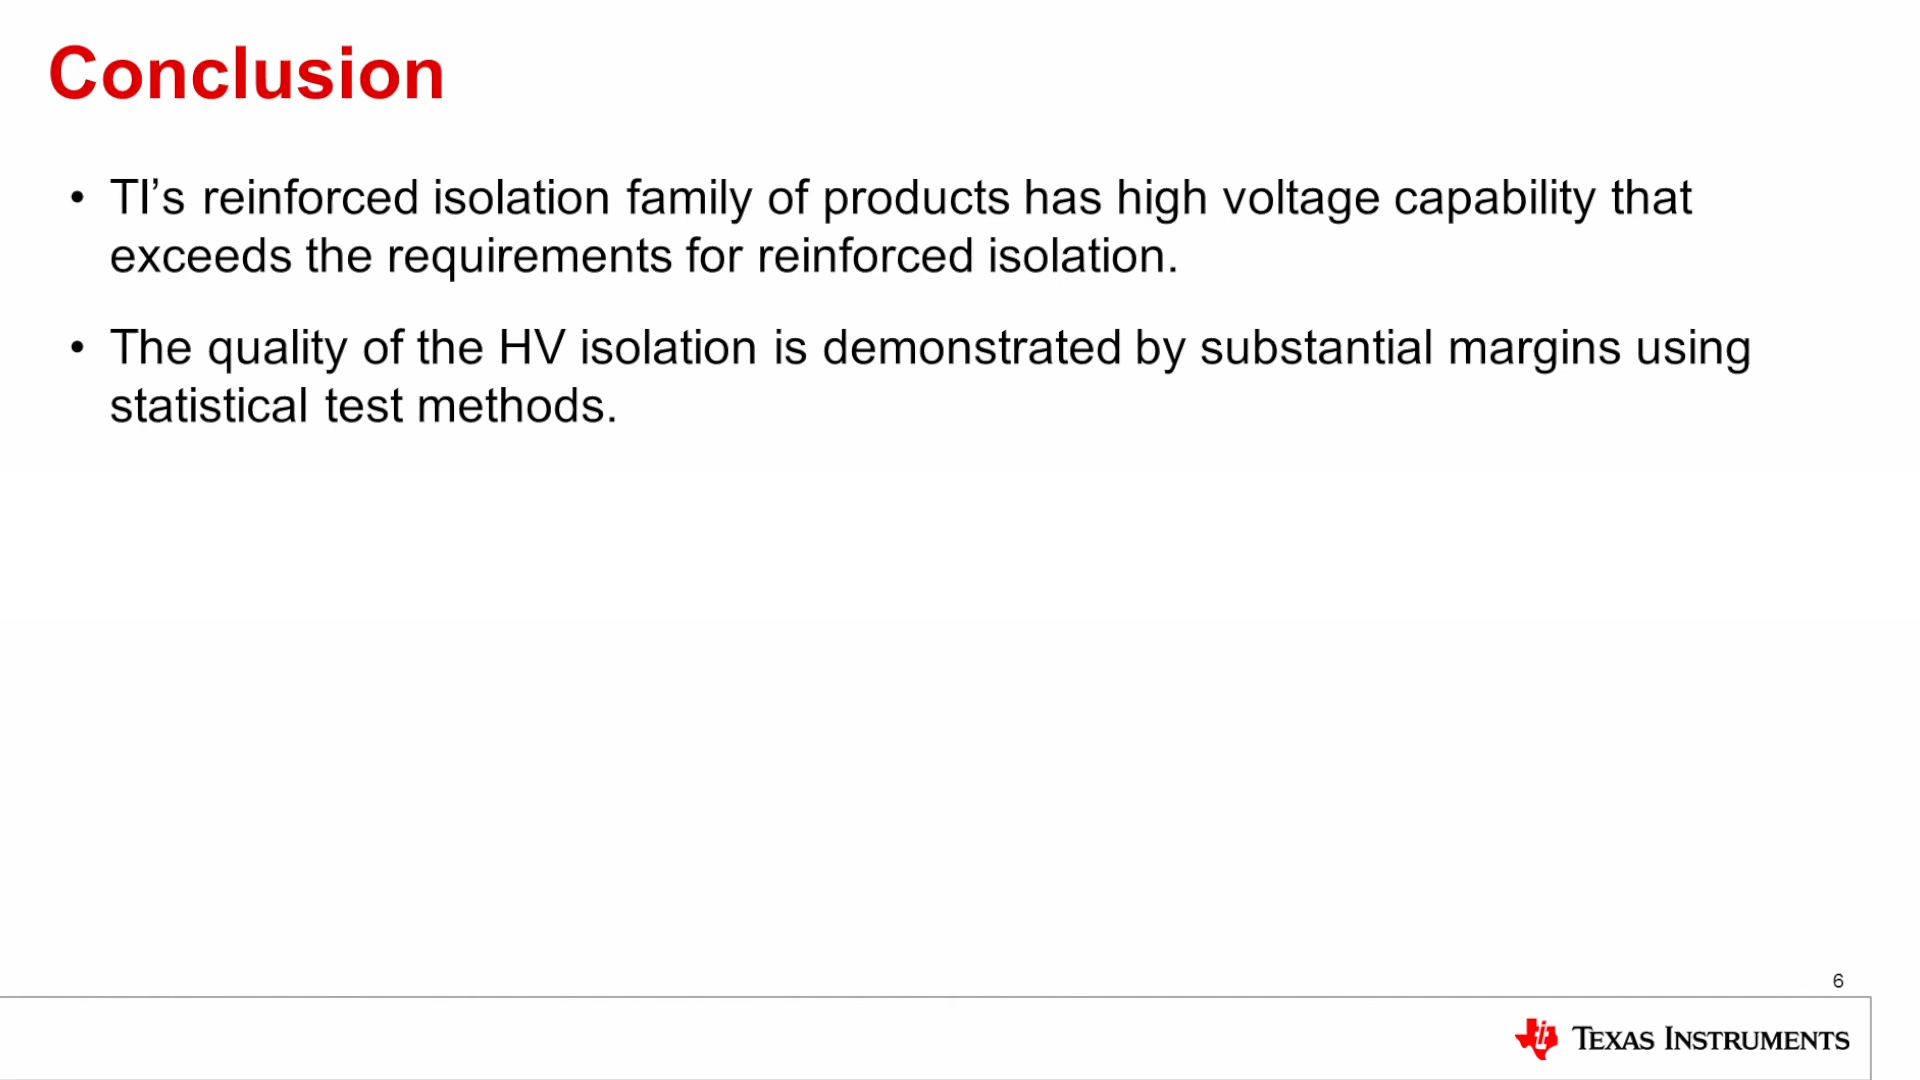 Conclusion
• TI’s reinforced isolation family of products has high voltage capability that
exceeds the requirements for reinforced isolation.
• The quality of the HV isolation is demonstrated by substantial margins using
statistical test methods.
6
TEXAS INSTRUMENTS